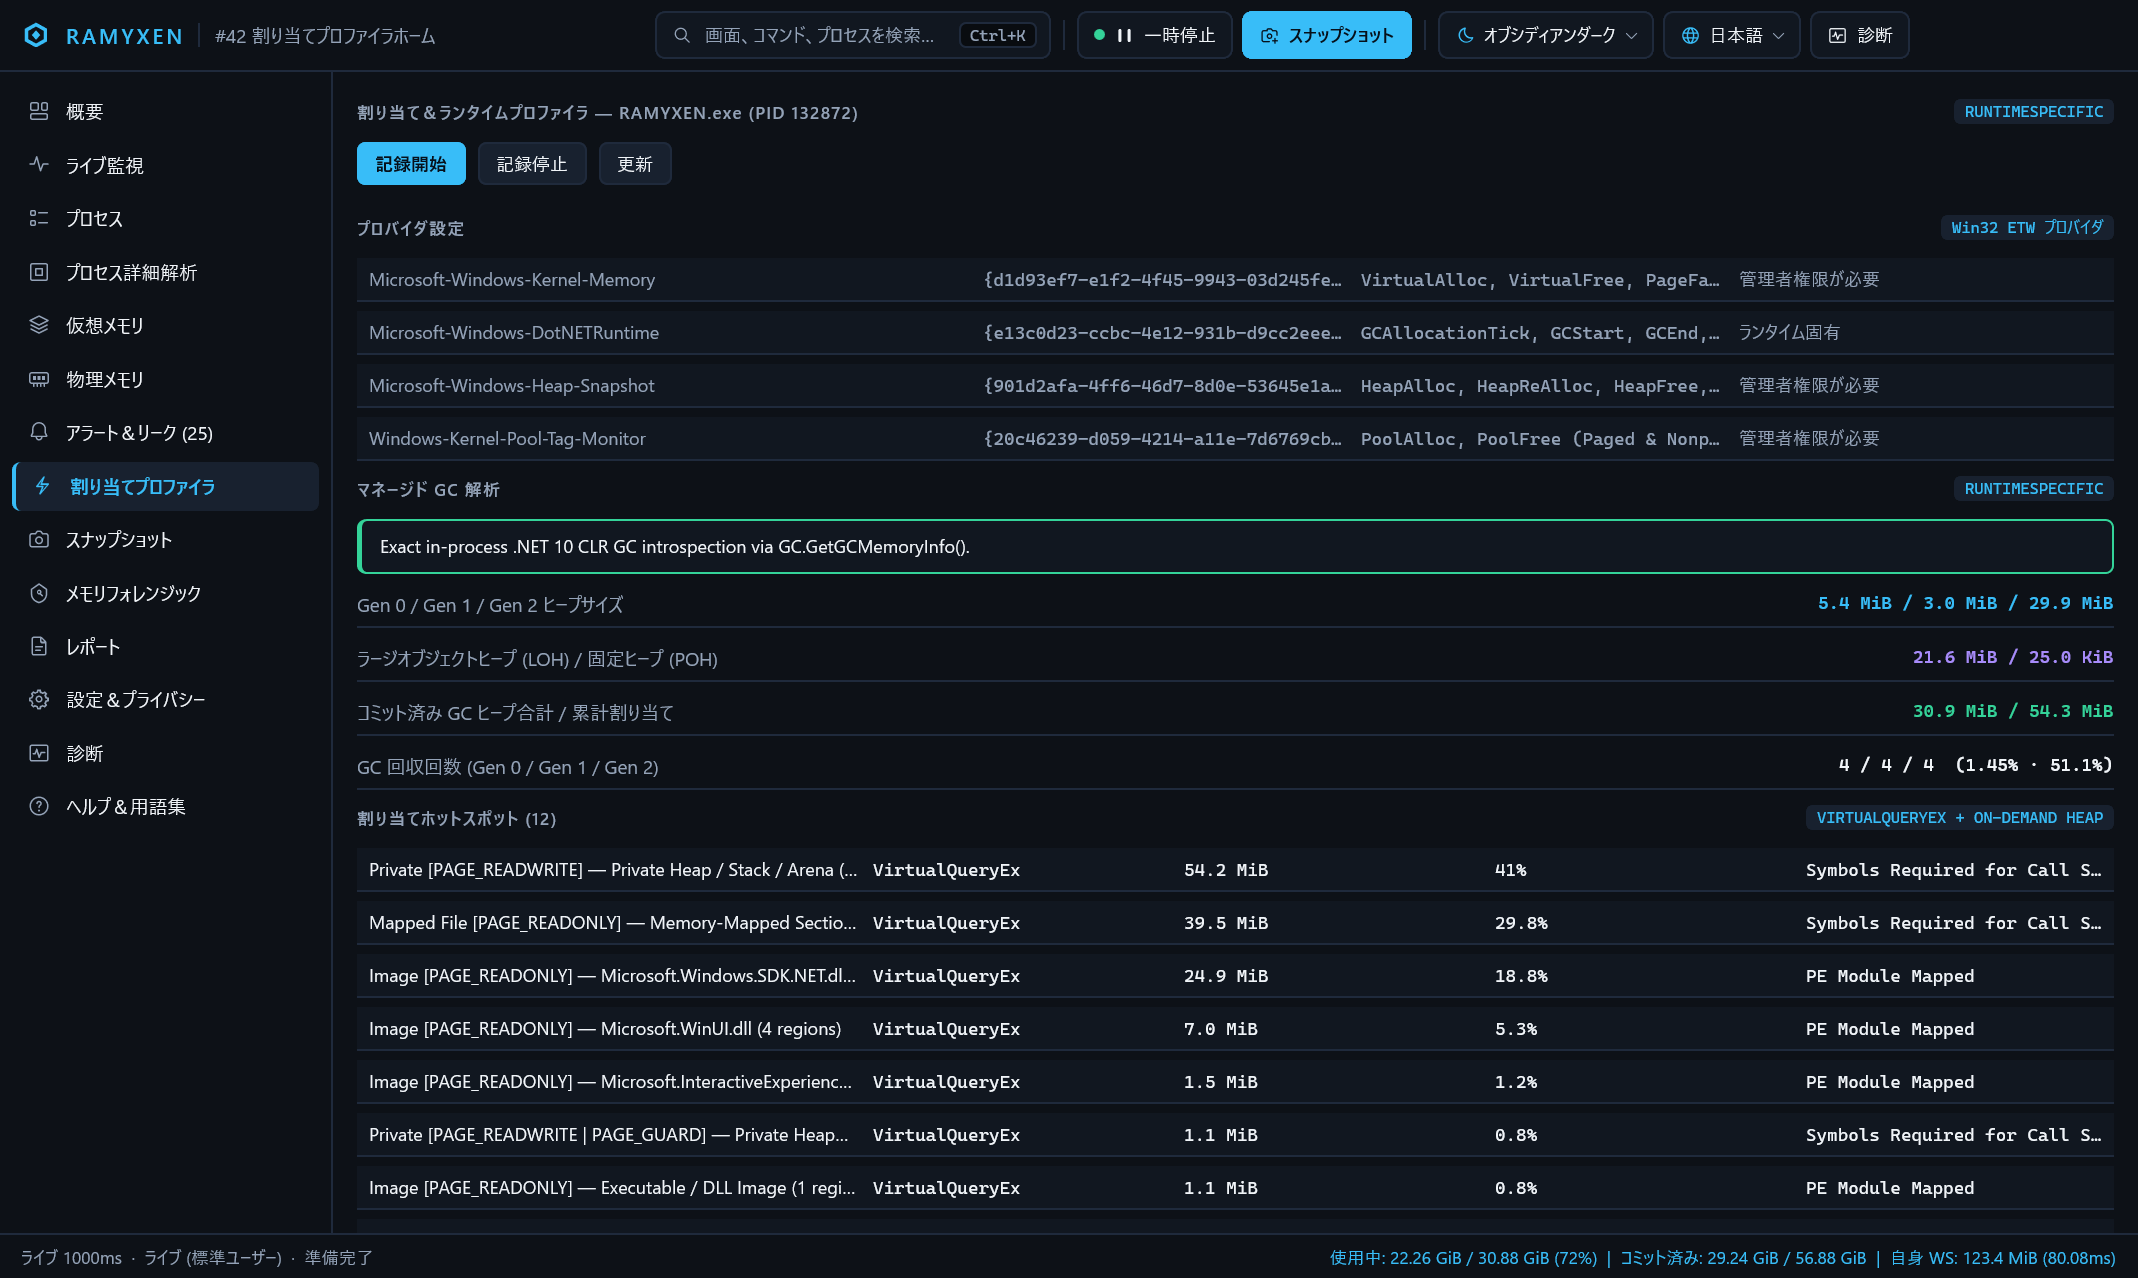 RAMYXEN #42 割り当てプロファイラホーム 画面、コマンド、プロセスを検索... Ctrl+K 一時停止 スナップショット オブシディアンダーク 日本語 診断
概要
ライブ監視
プロセス
プロセス詳細解析
仮想メモリ
物理メモリ
アラート＆リーク (25)
割り当てプロファイラ
スナップショット
メモリフォレンジック
レポート
設定＆プライバシー
診断
ヘルプ＆用語集
割り当て＆ランタイムプロファイラ — RAMYXEN.exe (PID 132872) RUNTIMESPECIFIC
記録開始 記録停止 更新
プロバイダ設定 Win32 ETW プロバイダ
Microsoft-Windows-Kernel-Memory {d1d93ef7-e1f2-4f45-9943-03d245fe... VirtualAlloc, VirtualFree, PageFa... 管理者権限が必要
Microsoft-Windows-DotNETRuntime {e13c0d23-ccbc-4e12-931b-d9cc2eee... GCAllocationTick, GCStart, GCEnd,... ランタイム固有
Microsoft-Windows-Heap-Snapshot {901d2afa-4ff6-46d7-8d0e-53645e1a... HeapAlloc, HeapReAlloc, HeapFree,... 管理者権限が必要
Windows-Kernel-Pool-Tag-Monitor {20c46239-d059-4214-a11e-7d6769cb... PoolAlloc, PoolFree (Paged & Nonp... 管理者権限が必要
マネージド GC 解析 RUNTIMESPECIFIC
Exact in-process .NET 10 CLR GC introspection via GC.GetGCMemoryInfo().
Gen 0 / Gen 1 / Gen 2 ヒープサイズ 5.4 MiB / 3.0 MiB / 29.9 MiB
ラージオブジェクトヒープ (LOH) / 固定ヒープ (POH) 21.6 MiB / 25.0 KiB
コミット済み GC ヒープ合計 / 累計割り当て 30.9 MiB / 54.3 MiB
GC 回収回数 (Gen 0 / Gen 1 / Gen 2) 4 / 4 / 4 (1.45% · 51.1%)
割り当てホットスポット (12) VIRTUALQUERYEX + ON-DEMAND HEAP
Private [PAGE_READWRITE] — Private Heap / Stack / Arena (... VirtualQueryEx 54.2 MiB 41% Symbols Required for Call S...
Mapped File [PAGE_READONLY] — Memory-Mapped Sectio... VirtualQueryEx 39.5 MiB 29.8% Symbols Required for Call S...
Image [PAGE_READONLY] — Microsoft.Windows.SDK.NET.dl... VirtualQueryEx 24.9 MiB 18.8% PE Module Mapped
Image [PAGE_READONLY] — Microsoft.WinUI.dll (4 regions) VirtualQueryEx 7.0 MiB 5.3% PE Module Mapped
Image [PAGE_READONLY] — Microsoft.InteractiveExperienc... VirtualQueryEx 1.5 MiB 1.2% PE Module Mapped
Private [PAGE_READWRITE | PAGE_GUARD] — Private Heap... VirtualQueryEx 1.1 MiB 0.8% Symbols Required for Call S...
Image [PAGE_READONLY] — Executable / DLL Image (1 regi... VirtualQueryEx 1.1 MiB 0.8% PE Module Mapped
ライブ 1000ms · ライブ (標準ユーザー) · 準備完了 使用中: 22.26 GiB / 30.88 GiB (72%) | コミット済み: 29.24 GiB / 56.88 GiB | 自身 WS: 123.4 MiB (80.08ms)